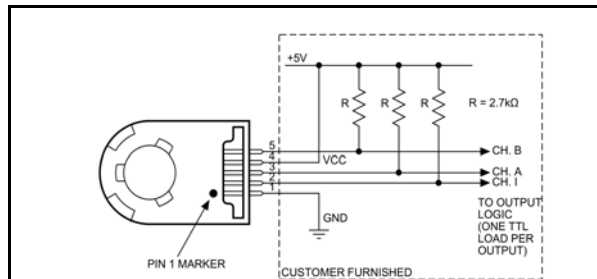 +5V
R
R
R
R = 2.7kΩ
5
4
3
2
1
VCC
CH. B
CH. A
CH. I
GND
TO OUTPUT
LOGIC
(ONE TTL
LOAD PER
OUTPUT)
PIN 1 MARKER
CUSTOMER FURNISHED